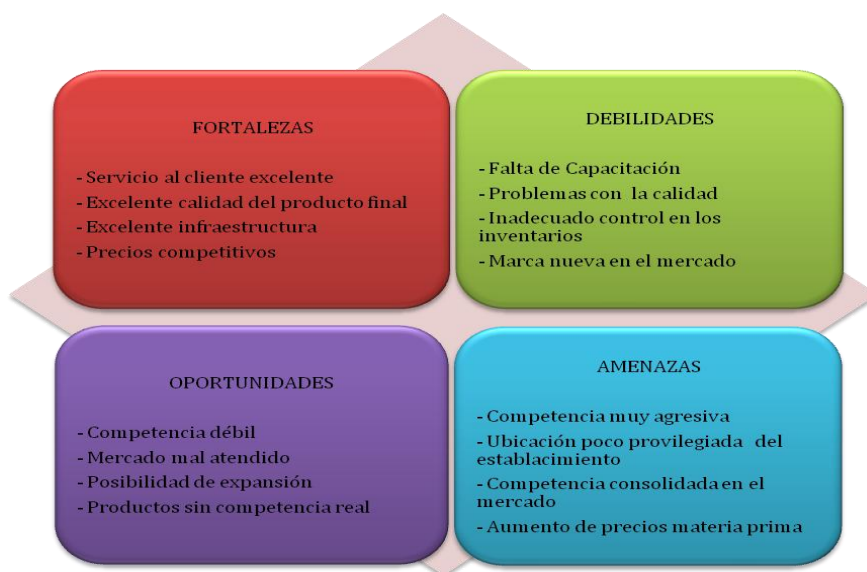 FORTALEZAS
- Servicio al cliente excelente
- Excelente calidad del producto final
- Excelente infraestructura
- Precios competitivos
DEBILIDADES
- Falta de Capacitación
- Problemas con la calidad
- Inadecuado control en los
inventarios
- Marca nueva en el mercado
OPORTUNIDADES
- Competencia débil
- Mercado mal atendido
- Posibilidad de expansión
- Productos sin competencia real
AMENAZAS
- Competencia muy agresiva
- Ubicación poco provilegiada del
establacimiento
- Competencia consolidada en el
mercado
- Aumento de precios materia prima